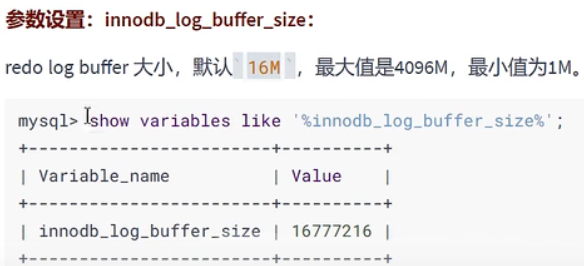 参数设置：innodb_log_buffer_size：
redo log buffer 大小，默认 `16M` ，最大值是4096M，最小值为1M。
mysql> show variables like '%innodb_log_buffer_size%';
+------------------------+----------+
| Variable_name          | Value    |
+------------------------+----------+
| innodb_log_buffer_size | 16777216 |
+------------------------+----------+